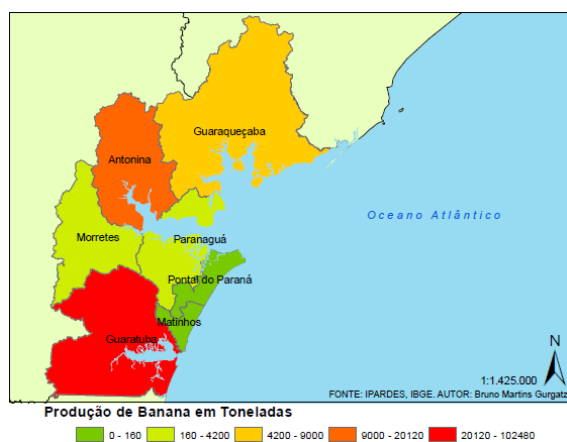 Guaraqueçaba
Antonina
Oceano Atlântico
Morretes
Paranaguá
Pontal do Paraná
Matinhos
Guaratuba
N
1:1.425.000
FONTE: IPARDES, IBGE. AUTOR: Bruno Martins Gurgatz
Produção de Banana em Toneladas
0 - 160 160 - 4200 4200 - 9000 9000 - 20120 20120 - 102480